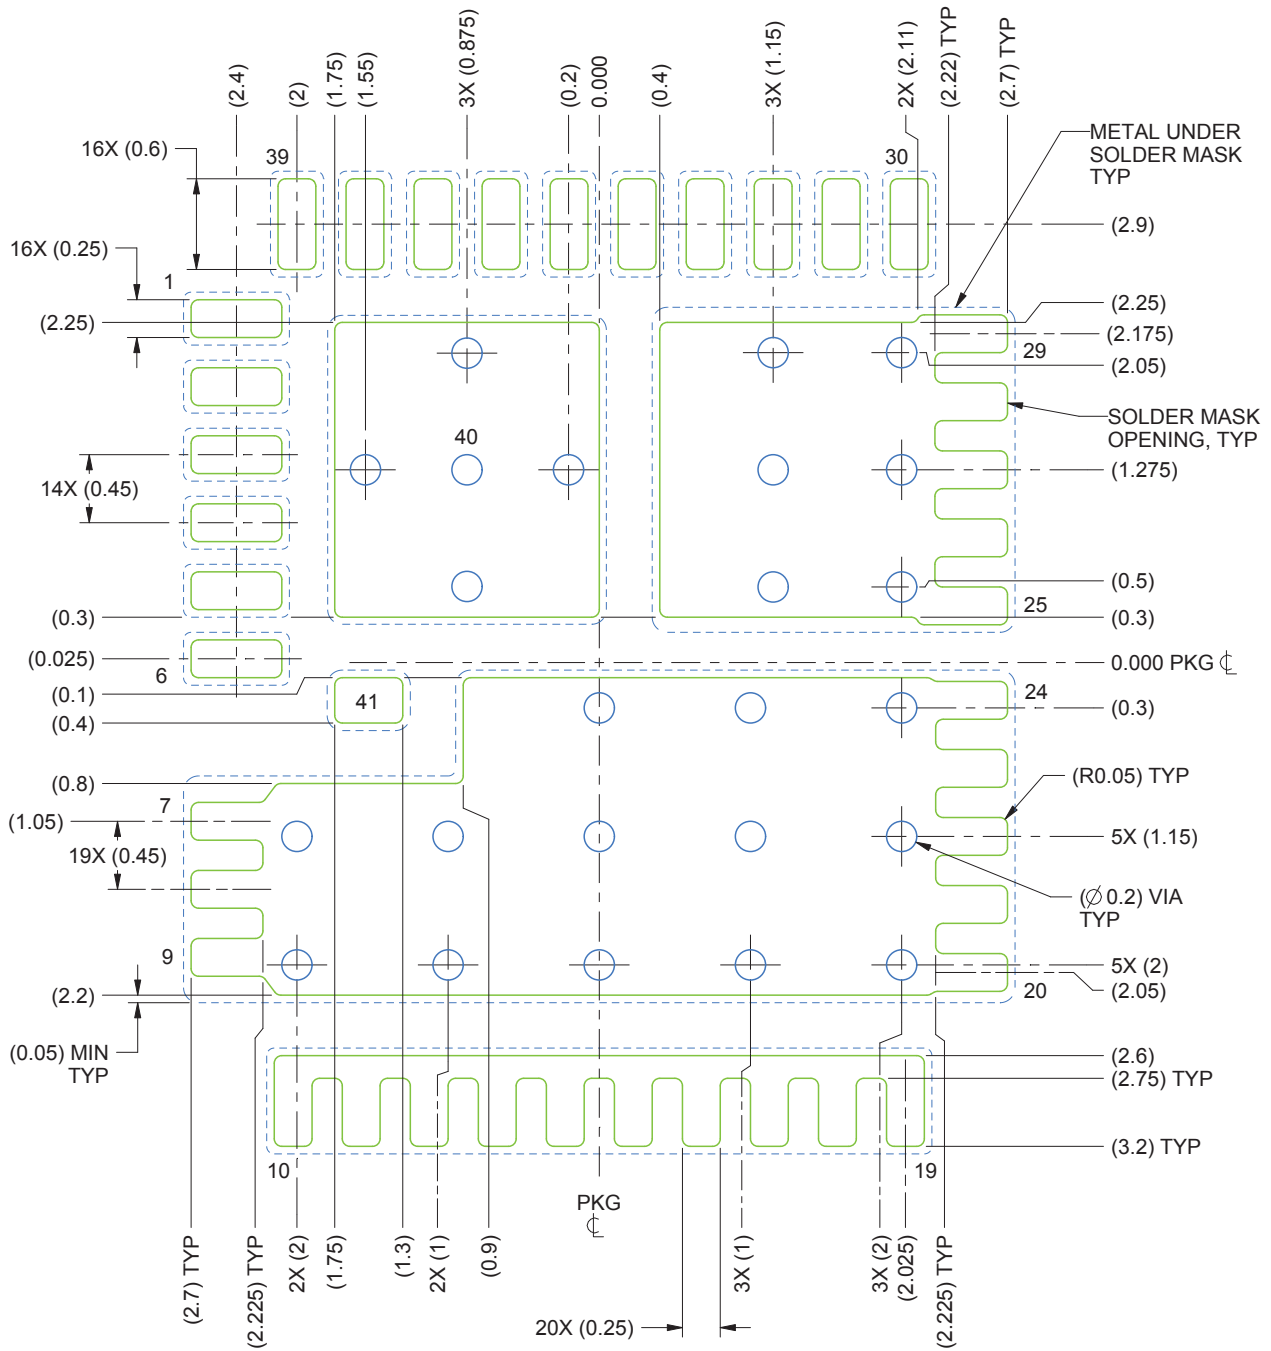 (2.4)
(2)
(1.75)
(1.55)
3X (0.875)
(0.2)
0.000
(0.4)
3X (1.15)
2X (2.11)
(2.22) TYP
(2.7) TYP
16X (0.6)
39
30
METAL UNDER
SOLDER MASK
TYP
(2.9)
16X (0.25)
1
(2.25)
(2.25)
(2.175)
29
(2.05)
SOLDER MASK
OPENING, TYP
40
(1.275)
14X (0.45)
(0.5)
25
(0.3)
(0.3)
(0.025)
6
0.000 PKG ℄
(0.1)
41
24
(0.4)
(0.3)
(0.8)
7
(R0.05) TYP
(1.05)
5X (1.15)
19X (0.45)
(∅ 0.2) VIA
TYP
9
5X (2)
(2.2)
20
(2.05)
(0.05) MIN
TYP
(2.6)
(2.75) TYP
(3.2) TYP
10
19
PKG
℄
(2.7) TYP
(2.225) TYP
2X (2)
(1.75)
(1.3)
2X (1)
(0.9)
3X (1)
3X (2)
(2.025)
(2.225) TYP
20X (0.25)